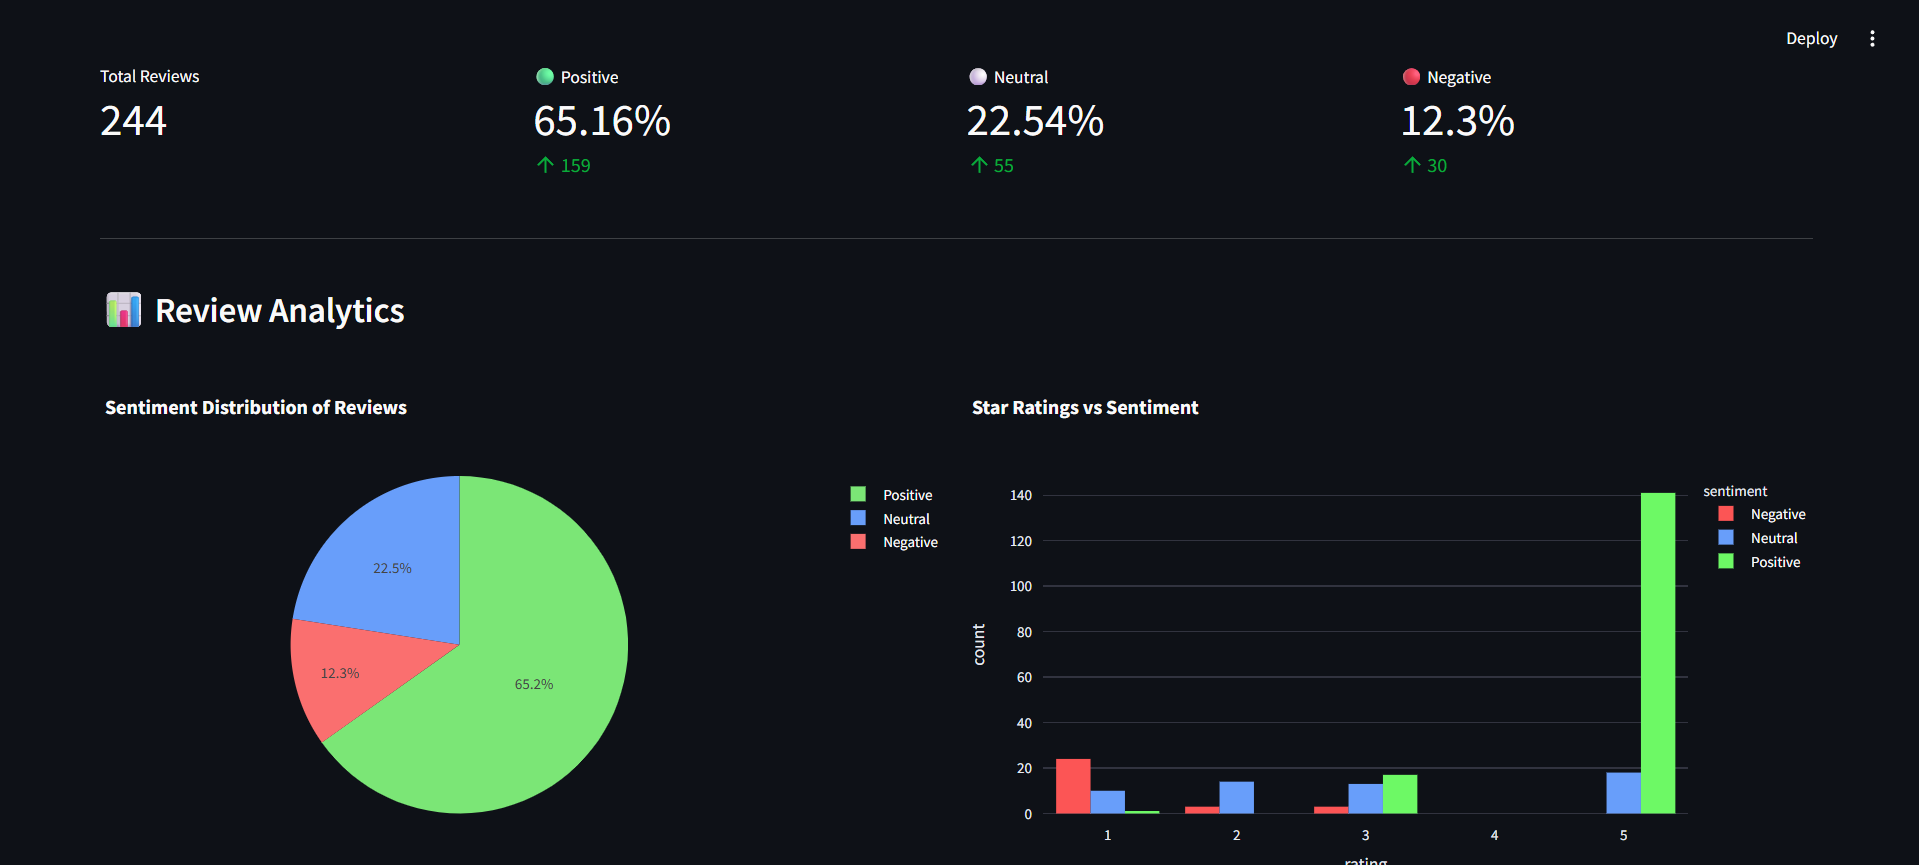 Deploy
Total Reviews
244
Positive
65.16%
↑ 159
Neutral
22.54%
↑ 55
Negative
12.3%
↑ 30
Review Analytics
Sentiment Distribution of Reviews
22.5%
12.3%
65.2%
Positive
Neutral
Negative
Star Ratings vs Sentiment
140
120
100
80
60
40
20
0
count
1
2
3
4
5
rating
sentiment
Negative
Neutral
Positive